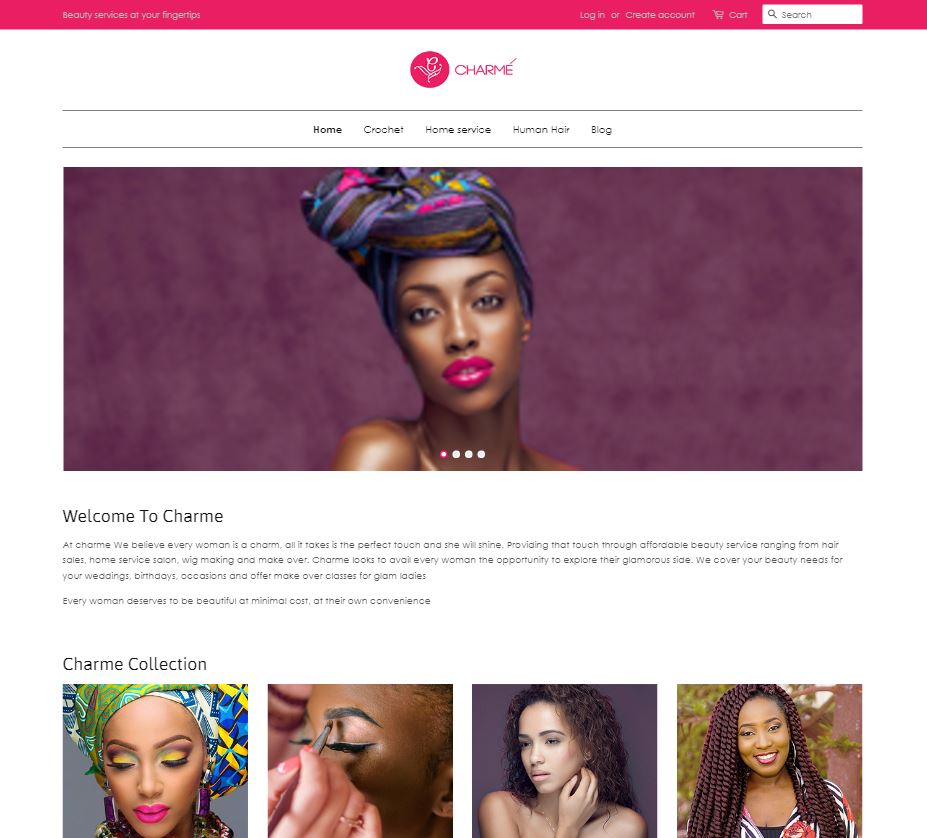 Beauty services at your fingertips
Log in or Create account Cart Search
CHARMÉ
Home Crochet Home service Human Hair Blog
Welcome To Charme
At charme We believe every woman is a charm, all it takes is the perfect touch and she will shine. Providing that touch through affordable beauty service ranging from hair
sales, home service salon, wig making and make over. Charme looks to avail every woman the opportunity to explore their glamorous side. We cover your beauty needs for
your weddings, birthdays, occasions and offer make over classes for glam ladies
Every woman deserves to be beautiful at minimal cost, at their own convenience
Charme Collection